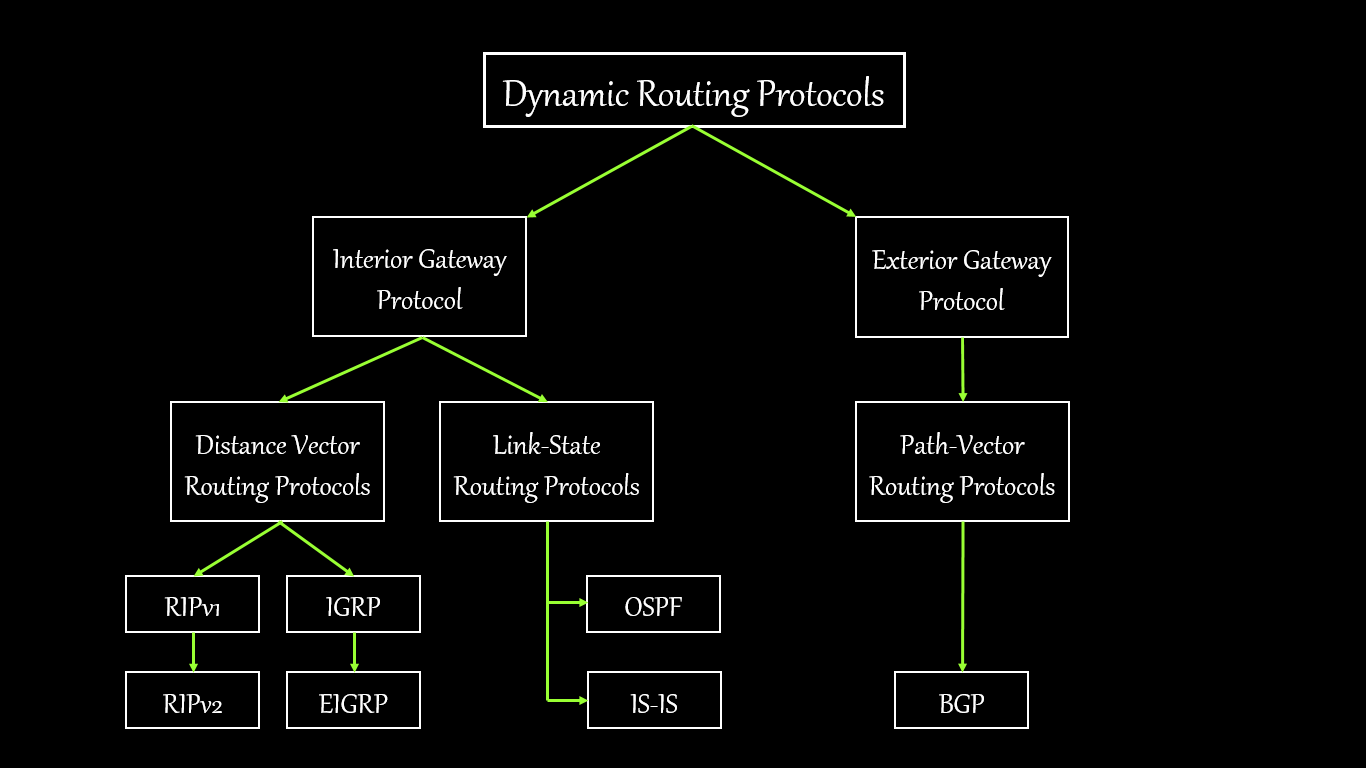 Dynamic Routing Protocols
Interior Gateway
Protocol
Exterior Gateway
Protocol
Distance Vector
Routing Protocols
Link-State
Routing Protocols
Path-Vector
Routing Protocols
RIPv1
IGRP
OSPF
RIPv2
EIGRP
IS-IS
BGP